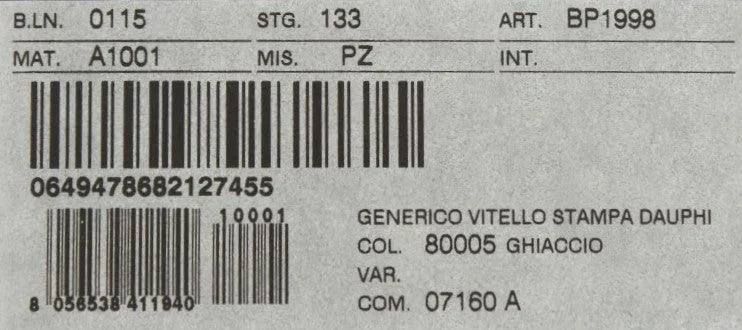 B.LN. 0115 STG. 133 ART. BP1998
MAT. A1001 MIS. PZ INT.
0649478682127455
10001
8 056538 411940
GENERICO VITELLO STAMPA DAUPHI
COL. 80005 GHIACCIO
VAR.
COM. 07160 A